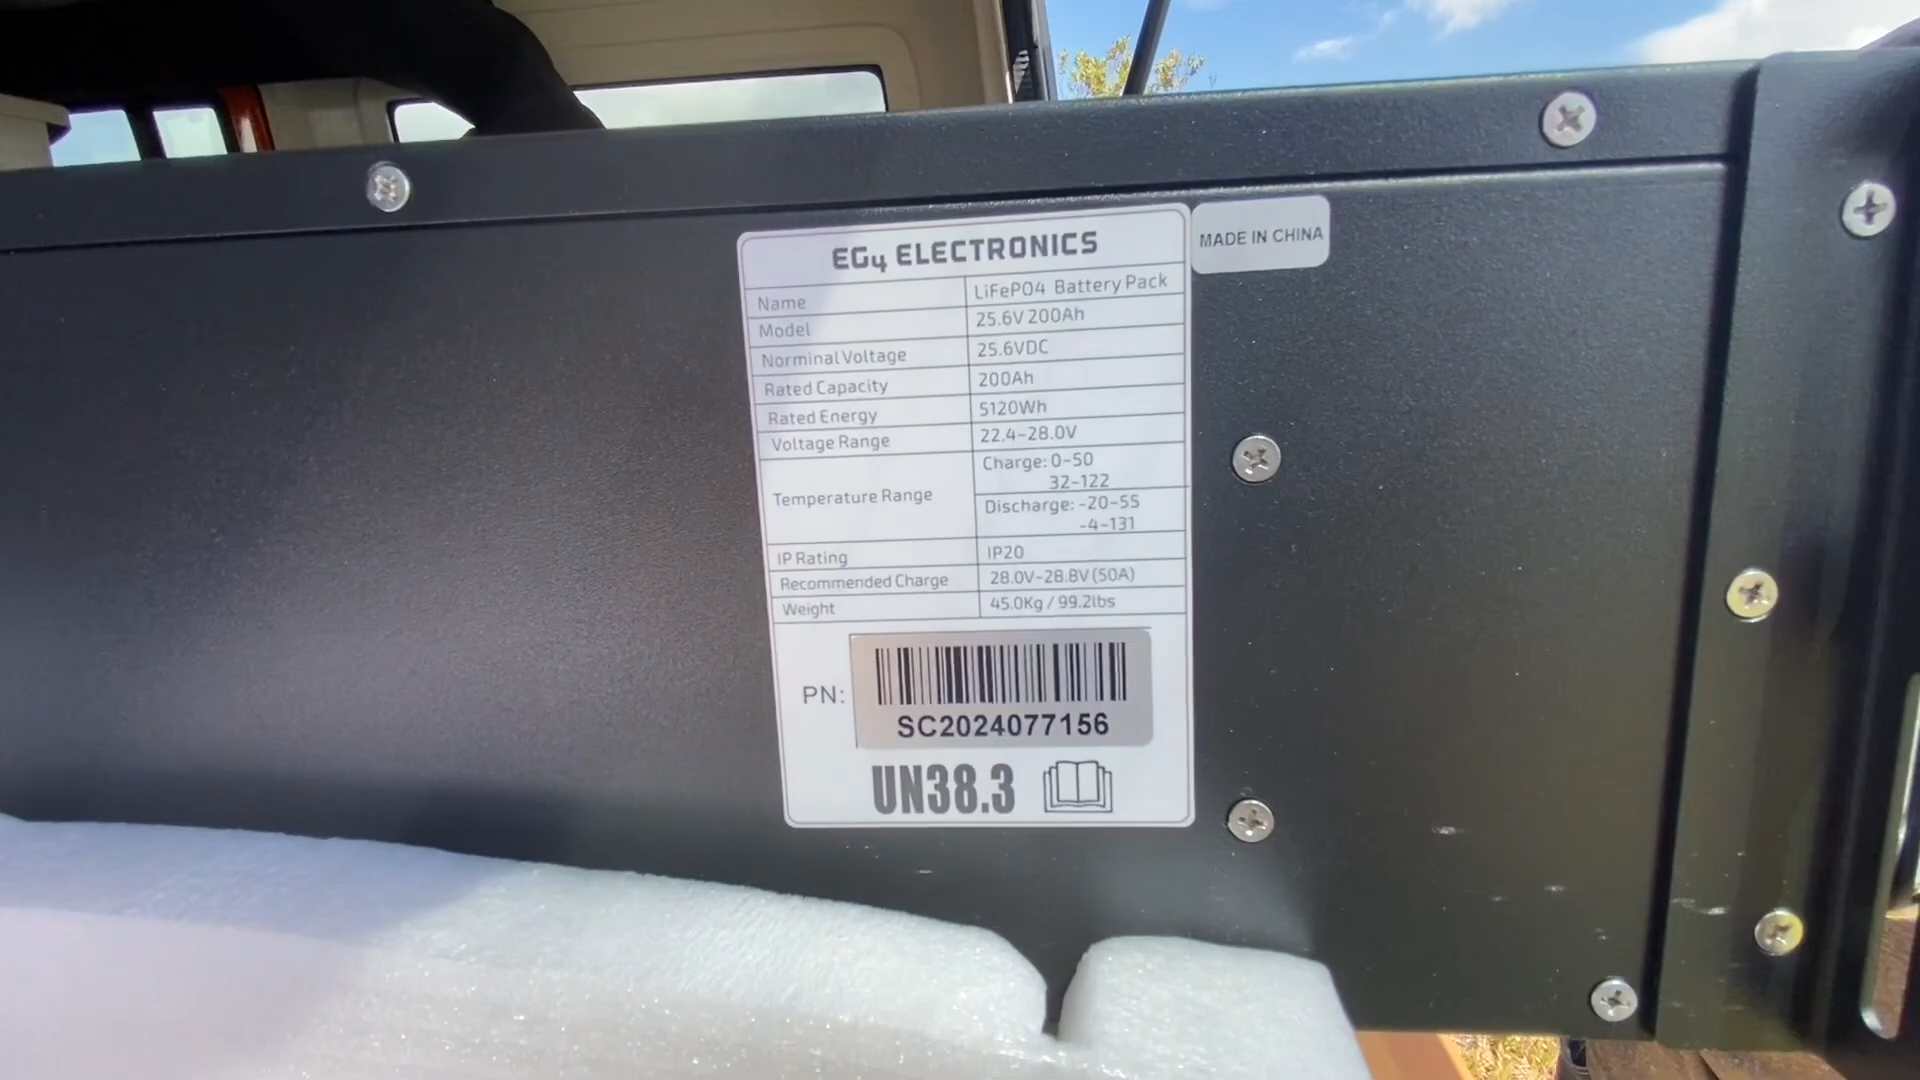 EG4 ELECTRONICS
MADE IN CHINA
Name LiFePO4 Battery Pack
Model 25.6V 200Ah
Norminal Voltage 25.6VDC
Rated Capacity 200Ah
Rated Energy 5120Wh
Voltage Range 22.4~28.0V
Temperature Range Charge: 0~50
32~122
Discharge: -20~55
-4~131
IP Rating IP20
Recommended Charge 28.0V~28.8V (50A)
Weight 45.0Kg / 99.2lbs
PN: SC2024077156
UN38.3